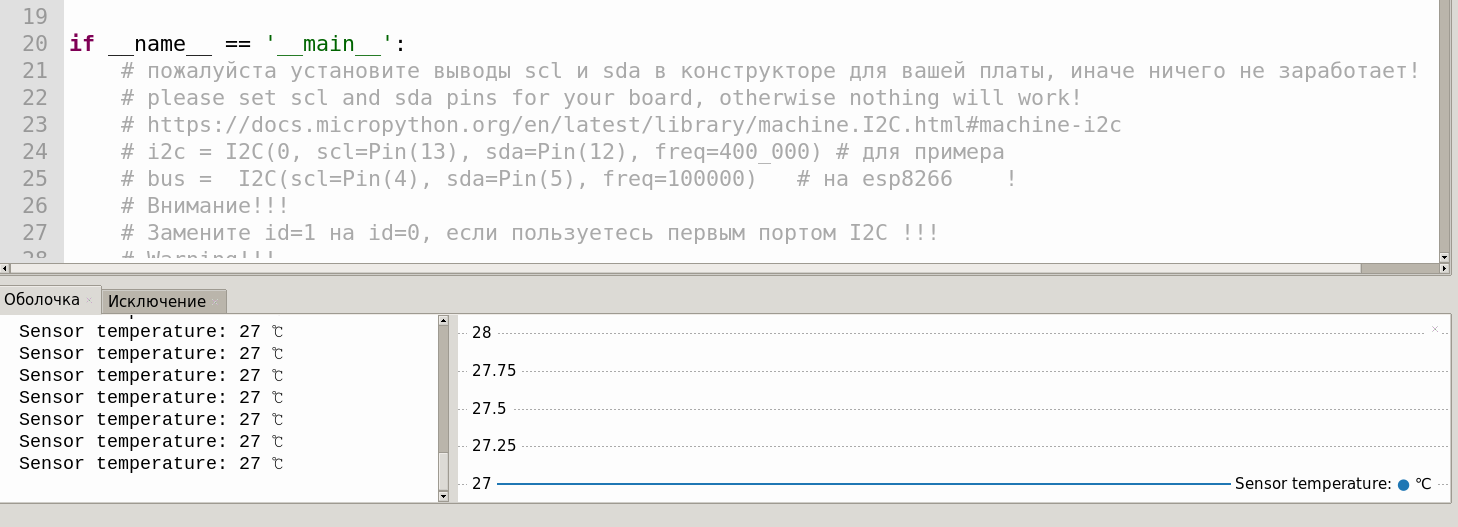 19
20 if __name__ == '__main__':
21 # пожалуйста установите выводы scl и sda в конструкторе для вашей платы, иначе ничего не заработает!
22 # please set scl and sda pins for your board, otherwise nothing will work!
23 # https://docs.micropython.org/en/latest/library/machine.I2C.html#machine-i2c
24 # i2c = I2C(0, scl=Pin(13), sda=Pin(12), freq=400_000) # для примера
25 # bus =  I2C(scl=Pin(4), sda=Pin(5), freq=100000)   # на esp8266    !
26 # Внимание!!!
27 # Замените id=1 на id=0, если пользуетесь первым портом I2C !!!
28 # Warning!!!
Оболочка Исключение
Sensor temperature: 27 ℃
Sensor temperature: 27 ℃
Sensor temperature: 27 ℃
Sensor temperature: 27 ℃
Sensor temperature: 27 ℃
Sensor temperature: 27 ℃
Sensor temperature: 27 ℃
28
27.75
27.5
27.25
27
Sensor temperature: ℃